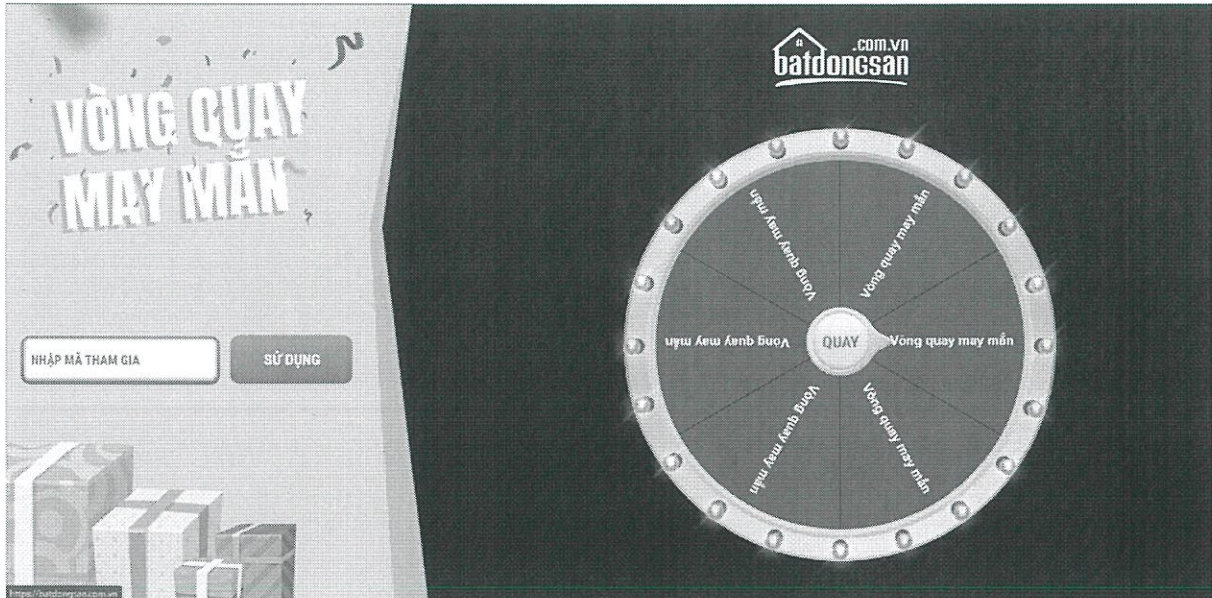 VÒNG QUAY
MAY MẮN
NHẬP MÃ THAM GIA
SỬ DỤNG
https://batdongsan.com.vn
.com.vn
batdongsan
Vòng quay may mắn
Vòng quay may mắn
Vòng quay may mắn
QUAY
Vòng quay may mắn
Vòng quay may mắn
Vòng quay may mắn